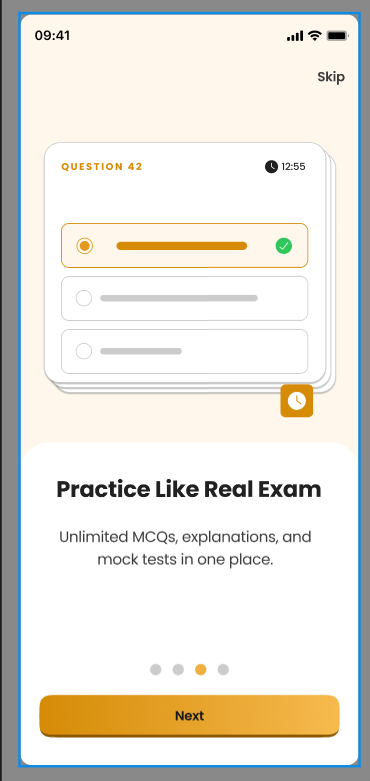 09:41
Skip
QUESTION 42
12:55
Practice Like Real Exam
Unlimited MCQs, explanations, and
mock tests in one place.
Next